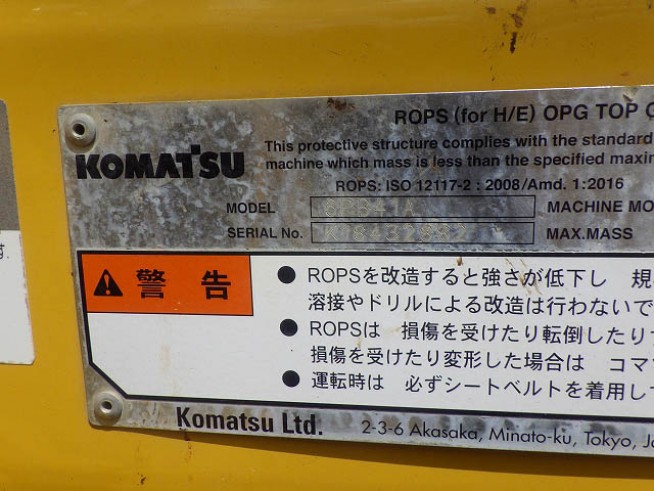 ROPS (for H/E) OPG TOP
KOMATSU
This protective structure complies with the standard
machine which mass is less than the specified
ROPS: ISO 12117-2 : 2008/Amd. 1:2016
MODEL MACHINE
SERIAL No. MAX.MASS
警告
● ROPSを改造すると強さが低下し 規
溶接やドリルによる改造は行わないで
● ROPSは 損傷を受けたり転倒したり
損傷を受けたり変形した場合は コマ
● 運転時は 必ずシートベルトを着用し
Komatsu Ltd. 2-3-6 Akasaka, Minato-ku, Tokyo,
す.